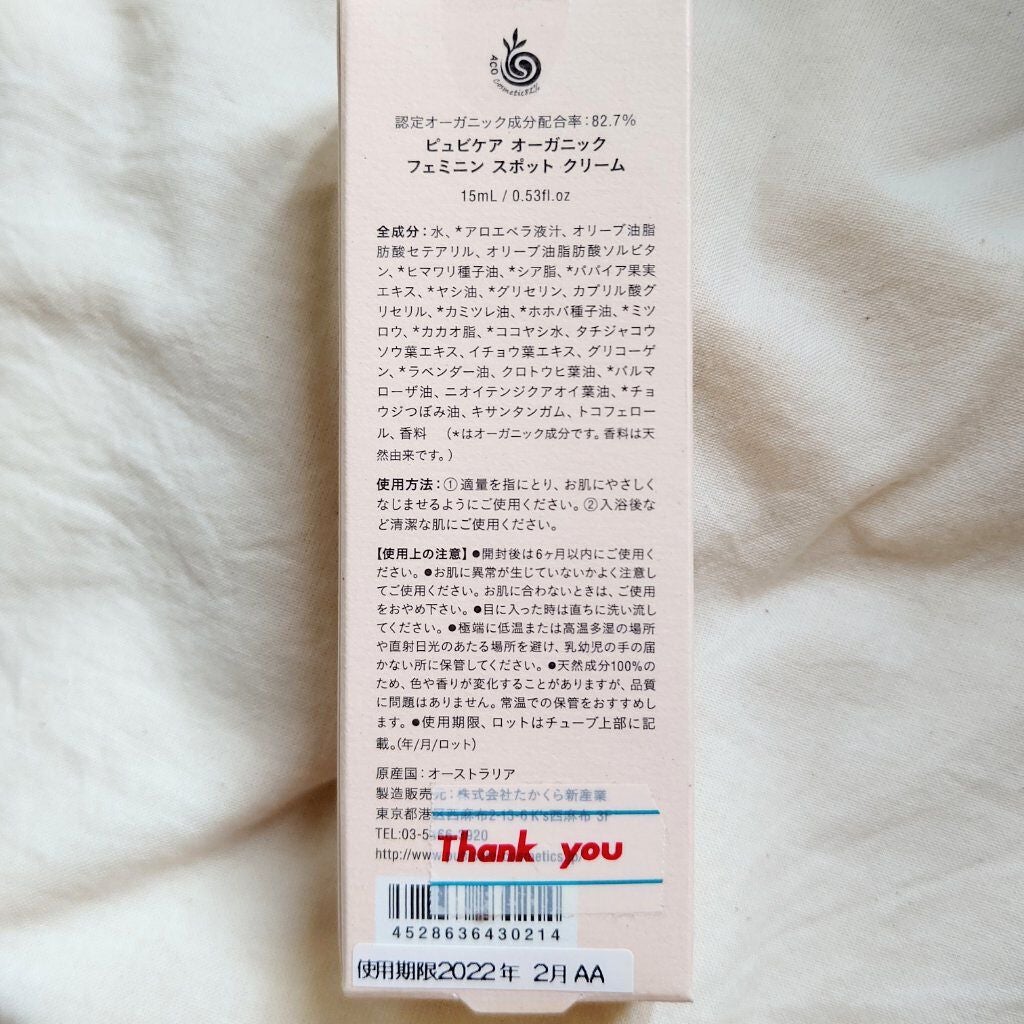 ACO Cosmetic82%
認定オーガニック成分配合率：82.7%
ピュビケア オーガニック
フェミニン スポット クリーム
15mL / 0.53fl.oz
全成分：水、*アロエベラ液汁、オリーブ油脂
肪酸セテアリル、オリーブ油脂肪酸ソルビタ
ン、*ヒマワリ種子油、*シア脂、*パパイア果実
エキス、*ヤシ油、*グリセリン、カプリル酸グ
リセリル、*カミツレ油、*ホホバ種子油、*ミツ
ロウ、*カカオ脂、*ココヤシ水、タチジャコウ
ソウ葉エキス、イチョウ葉エキス、グリコーゲ
ン、*ラベンダー油、クロトウヒ葉油、*パルマ
ローザ油、ニオイテンジクアオイ葉油、*チョ
ウジつぼみ油、キサンタンガム、トコフェロー
ル、香料　（*はオーガニック成分です。香料は天
然由来です。）
使用方法：①適量を指にとり、お肌にやさしく
なじませるようにご使用ください。②入浴後な
ど清潔な肌にご使用ください。
【使用上の注意】●開封後は6ヶ月以内にご使用く
ださい。●お肌に異常が生じていないかよく注意し
てご使用ください。お肌に合わないときは、ご使用
をおやめ下さい。●目に入った時は直ちに洗い流し
てください。●極端に低温または高温多湿の場所
や直射日光のあたる場所を避け、乳幼児の手の届
かない所に保管してください。●天然成分100%の
ため、色や香りが変化することがありますが、品質
に問題はありません。常温での保管をおすすめし
ます。●使用期限、ロットはチューブ上部に記
載。(年/月/ロット)
原産国：オーストラリア
製造販売元：株式会社たかくら新産業
東京都港区西麻布2-13-6 K's西麻布 3F
TEL:03-5
http://www
Thank you
4528636430214
使用期限2022年 2月AA